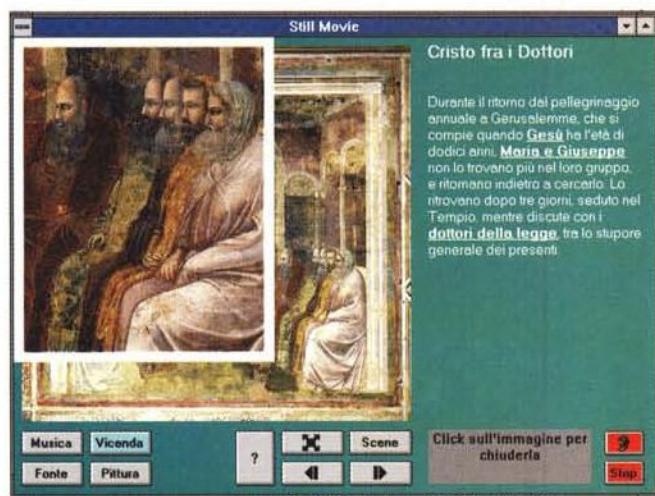 Still Movie
Cristo fra i Dottori
Durante il ritorno dal pellegrinaggio
annuale a Gerusalemme, che si
compie quando Gesù ha l'età di
dodici anni, Maria e Giuseppe
non lo trovano più nel loro gruppo,
e ritornano indietro a cercarlo. Lo
ritrovano dopo tre giorni, seduto nel
Tempio, mentre discute con i
dottori della legge, tra lo stupore
generale dei presenti.
Musica
Vicenda
?
Scene
Click sull'immagine per
chiuderla
Fonte
Pittura
Stop